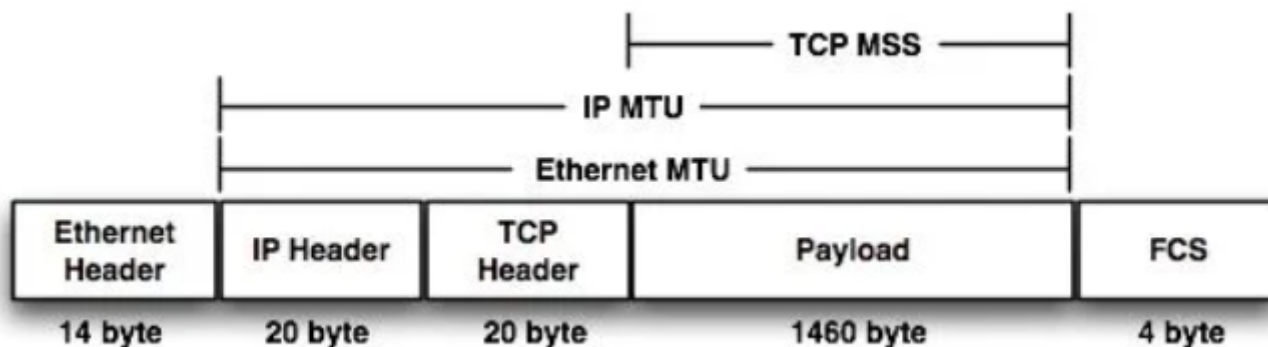 TCP MSS
IP MTU
Ethernet MTU
Ethernet
Header
IP Header
TCP
Header
Payload
FCS
14 byte
20 byte
20 byte
1460 byte
4 byte